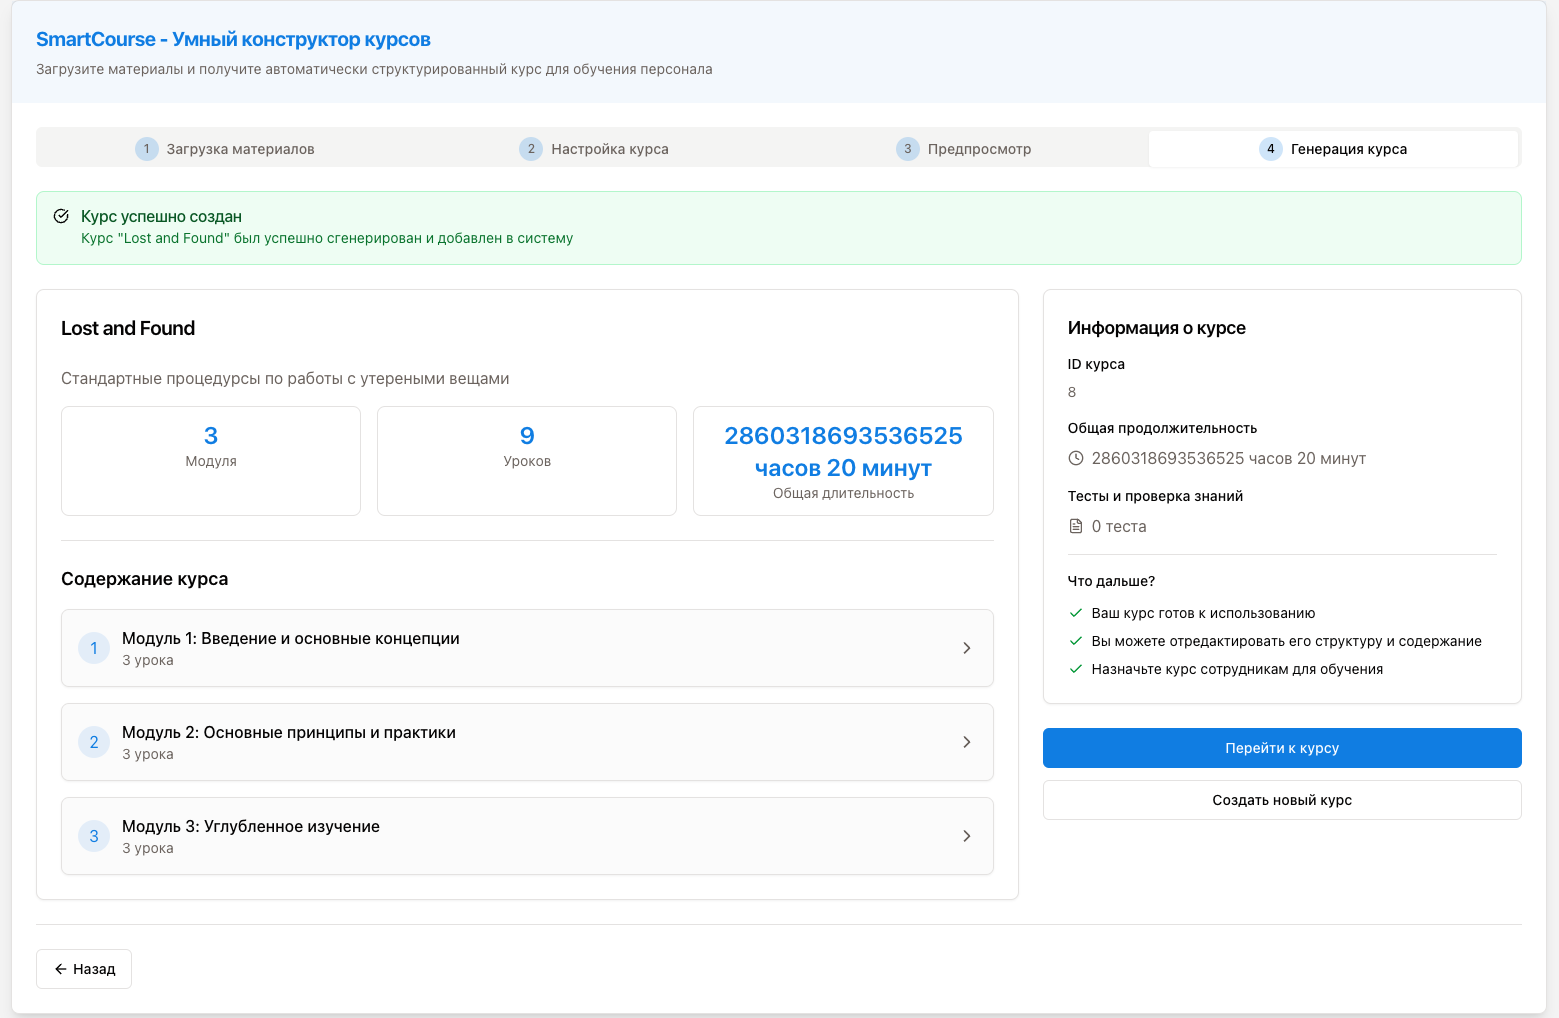 SmartCourse - Умный конструктор курсов
Загрузите материалы и получите автоматически структурированный курс для обучения персонала
1 Загрузка материалов
2 Настройка курса
3 Предпросмотр
4 Генерация курса
Курс успешно создан
Курс "Lost and Found" был успешно сгенерирован и добавлен в систему
Lost and Found
Стандартные процедурсы по работы с утереными вещами
3
Модуля
9
Уроков
2860318693536525
часов 20 минут
Общая длительность
Содержание курса
1
Модуль 1: Введение и основные концепции
3 урока
2
Модуль 2: Основные принципы и практики
3 урока
3
Модуль 3: Углубленное изучение
3 урока
Информация о курсе
ID курса
8
Общая продолжительность
2860318693536525 часов 20 минут
Тесты и проверка знаний
0 теста
Что дальше?
Ваш курс готов к использованию
Вы можете отредактировать его структуру и содержание
Назначьте курс сотрудникам для обучения
Перейти к курсу
Создать новый курс
Назад